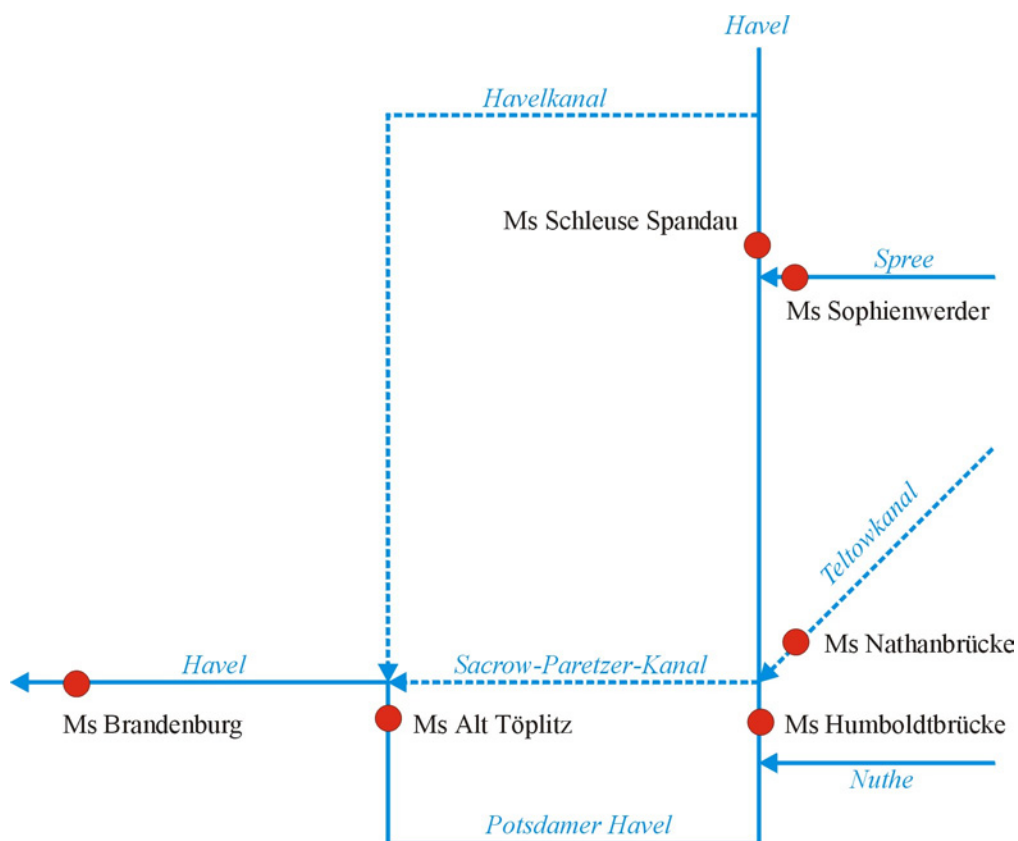 Havel
Havelkanal
Ms Schleuse Spandau
Spree
Ms Sophienwerder
Teltowkanal
Ms Nathanbrücke
Havel
Sacrow-Paretzer-Kanal
Ms Brandenburg
Ms Alt Töplitz
Ms Humboldtbrücke
Nuthe
Potsdamer Havel